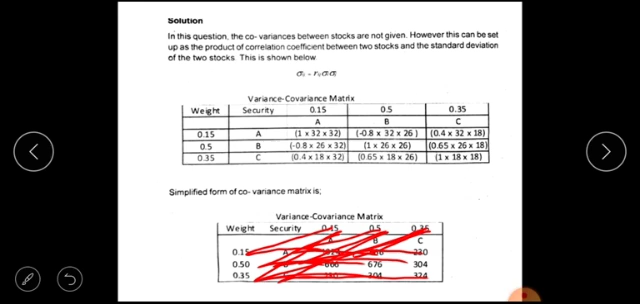 Solution
In this question, the co- variances between stocks are not given. However this can be set
up as the product of correlation coefficient between two stocks and the standard deviation
of the two stocks This is shown below
σij = rijσiσj
Variance-Covariance Matrix
Weight Security 0.15 0.5 0.35
A B C
0.15 A (1 x 32 x 32) (-0.8 x 32 x 26 ) (0.4 x 32 x 18)
0.5 B (-0.8 x 26 x 32) (1 x 26 x 26) (0.65 x 26 x 18)
0.35 C (0.4 x 18 x 32) (0.65 x 18 x 26) (1 x 18 x 18)
Simplified form of co- variance matrix is;
Variance-Covariance Matrix
Weight Security 0.15 0.5 0.35
A B C
0.15 A 230
0.50 676 304
0.35 304 324